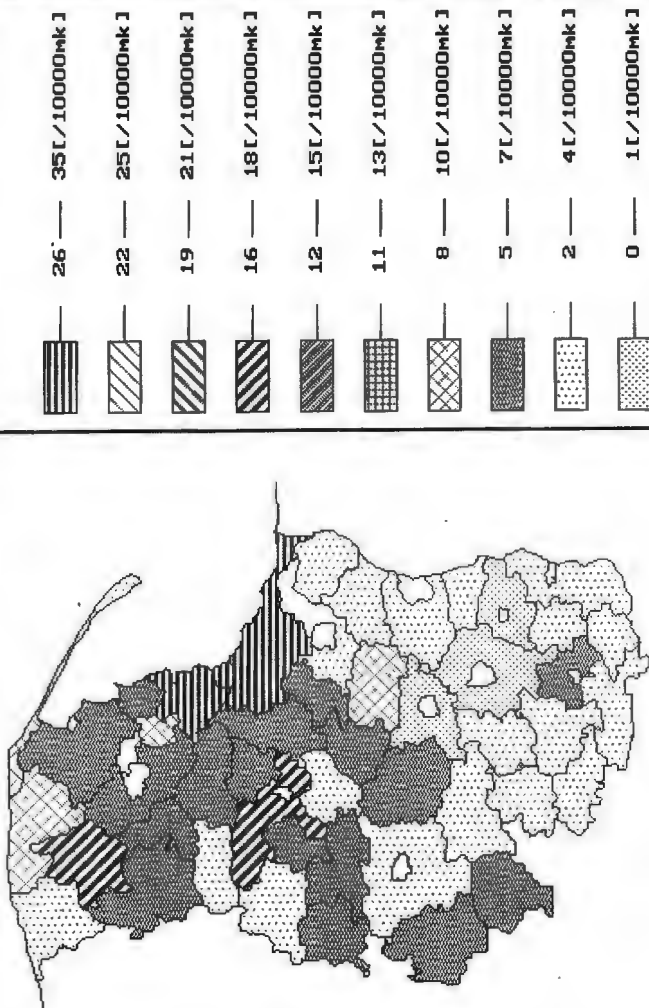 26 — 35[/10000mk]
22 — 25[/10000mk]
19 — 21[/10000mk]
16 — 18[/10000mk]
12 — 15[/10000mk]
11 — 13[/10000mk]
8 — 10[/10000mk]
5 — 7[/10000mk]
2 — 4[/10000mk]
0 — 1[/10000mk]